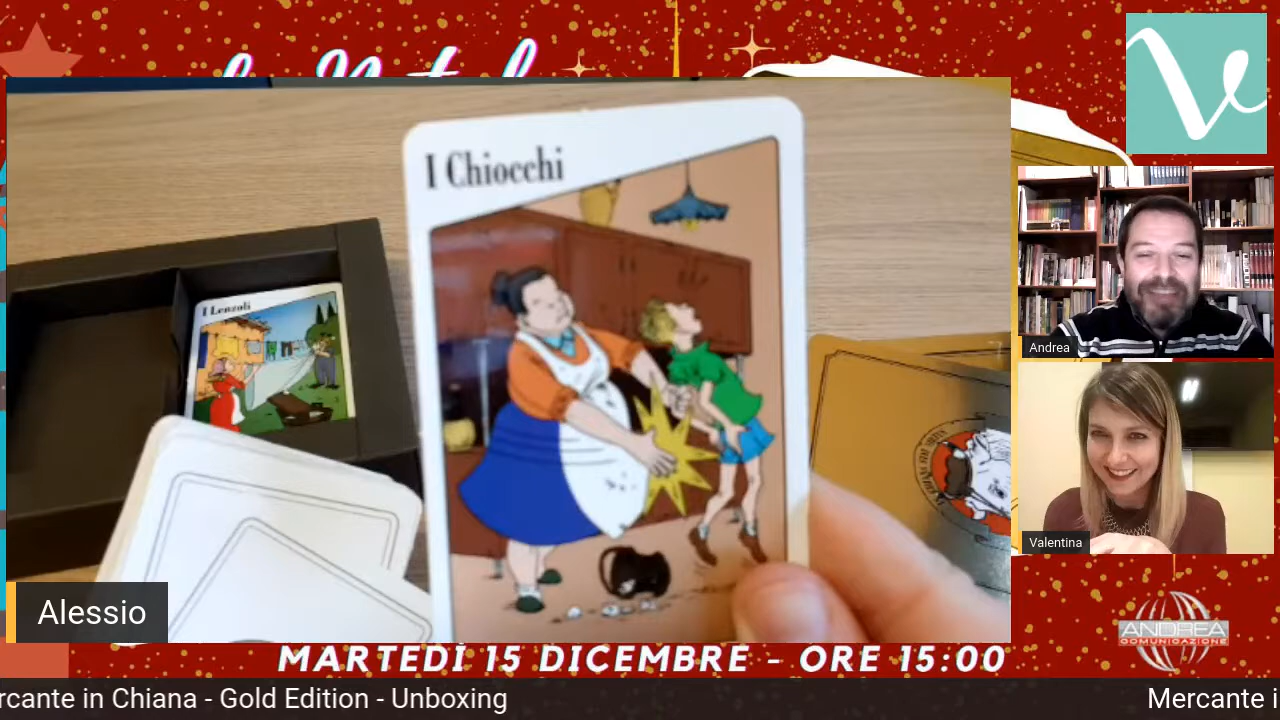 I Chiocchi
I Lenzoli
Andrea
Valentina
Alessio
ANDREA
COMUNICAZIONE
MARTEDÌ 15 DICEMBRE - ORE 15:00
rcante in Chiana - Gold Edition - Unboxing
Mercante i